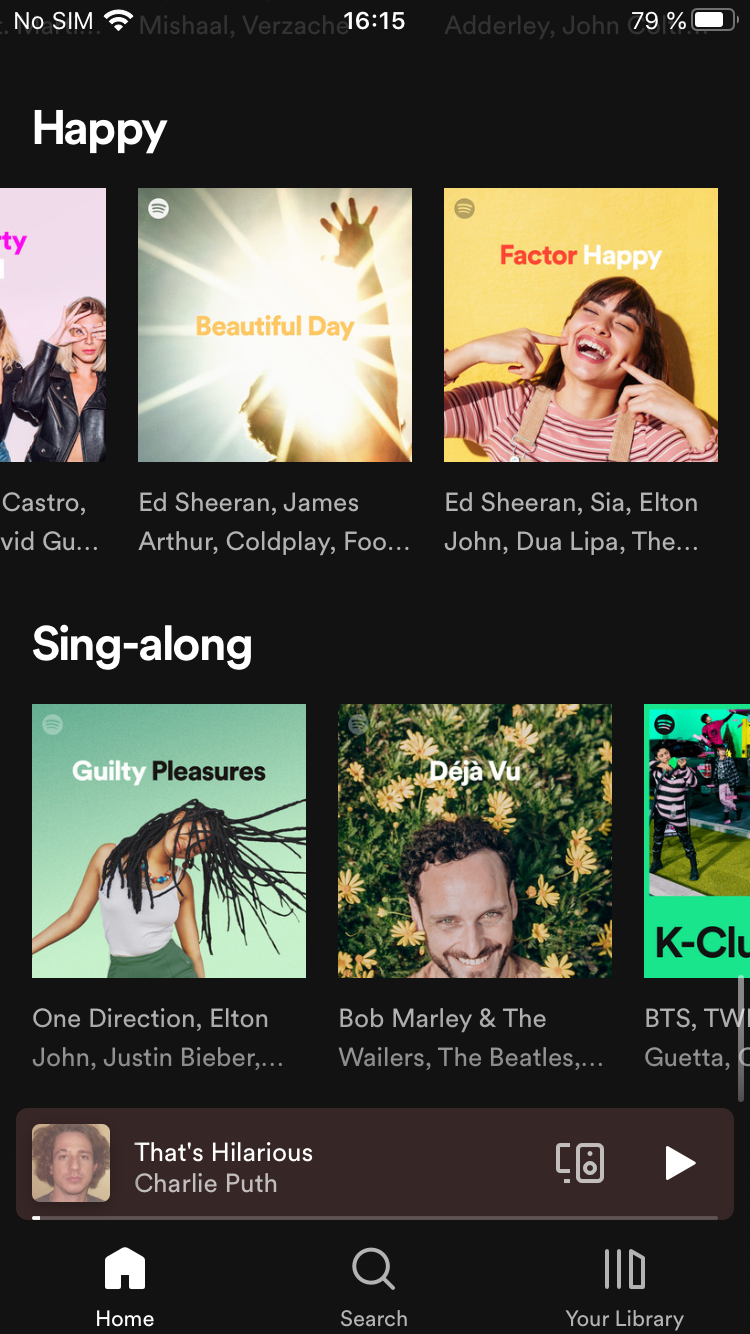 No SIM 16:15 79 %
Mishaal, Verzache Adderley, John Coltr...
Happy
Beautiful Day
Factor Happy
Castro,
vid Gu...
Ed Sheeran, James
Arthur, Coldplay, Foo...
Ed Sheeran, Sia, Elton
John, Dua Lipa, The...
Sing-along
Guilty Pleasures
Déjà Vu
K-Clu
One Direction, Elton
John, Justin Bieber,...
Bob Marley & The
Wailers, The Beatles,...
BTS, TW
Guetta,
That's Hilarious
Charlie Puth
Home
Search
Your Library